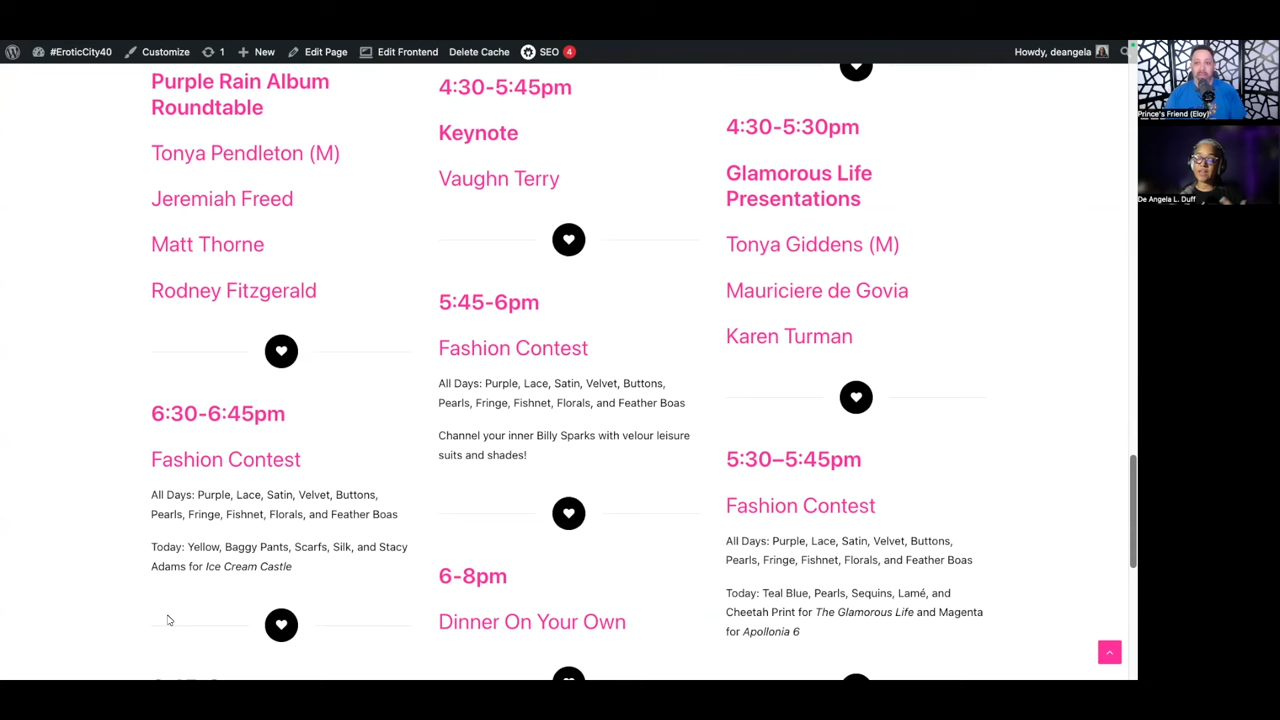 #EroticCity40
Customize
1
New
Edit Page
Edit Frontend
Delete Cache
SEO
4
Howdy, deangela
Prince's Friend (Eloy)
De Angela L. Duff
Purple Rain Album
Roundtable
Tonya Pendleton (M)
Jeremiah Freed
Matt Thorne
Rodney Fitzgerald
6:30-6:45pm
Fashion Contest
All Days: Purple, Lace, Satin, Velvet, Buttons,
Pearls, Fringe, Fishnet, Florals, and Feather Boas
Today: Yellow, Baggy Pants, Scarfs, Silk, and Stacy
Adams for Ice Cream Castle
4:30-5:45pm
Keynote
Vaughn Terry
5:45-6pm
Fashion Contest
All Days: Purple, Lace, Satin, Velvet, Buttons,
Pearls, Fringe, Fishnet, Florals, and Feather Boas
Channel your inner Billy Sparks with velour leisure
suits and shades!
6-8pm
Dinner On Your Own
4:30-5:30pm
Glamorous Life
Presentations
Tonya Giddens (M)
Mauriciere de Govia
Karen Turman
5:30–5:45pm
Fashion Contest
All Days: Purple, Lace, Satin, Velvet, Buttons,
Pearls, Fringe, Fishnet, Florals, and Feather Boas
Today: Teal Blue, Pearls, Sequins, Lamé, and
Cheetah Print for The Glamorous Life and Magenta
for Apollonia 6